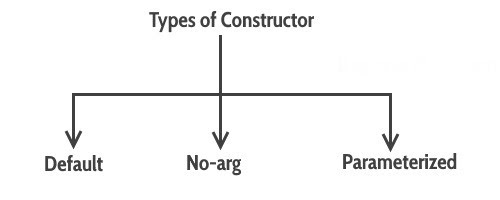 Types of Constructor
Default
No-arg
Parameterized